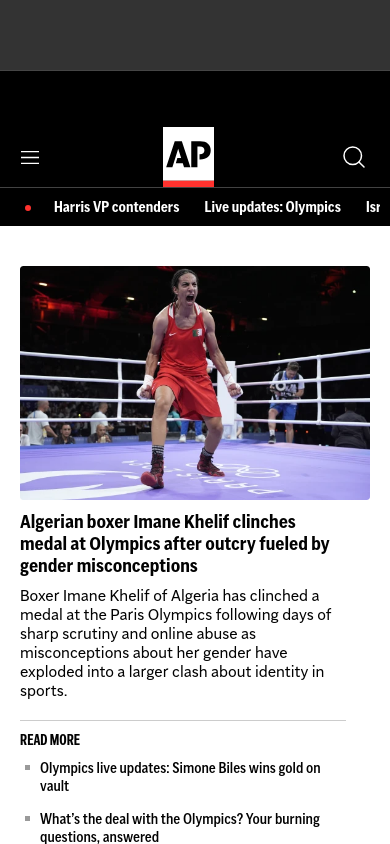 AP
Harris VP contenders Live updates: Olympics Isr
Algerian boxer Imane Khelif clinches
medal at Olympics after outcry fueled by
gender misconceptions
Boxer Imane Khelif of Algeria has clinched a
medal at the Paris Olympics following days of
sharp scrutiny and online abuse as
misconceptions about her gender have
exploded into a larger clash about identity in
sports.
READ MORE
Olympics live updates: Simone Biles wins gold on
vault
What's the deal with the Olympics? Your burning
questions, answered